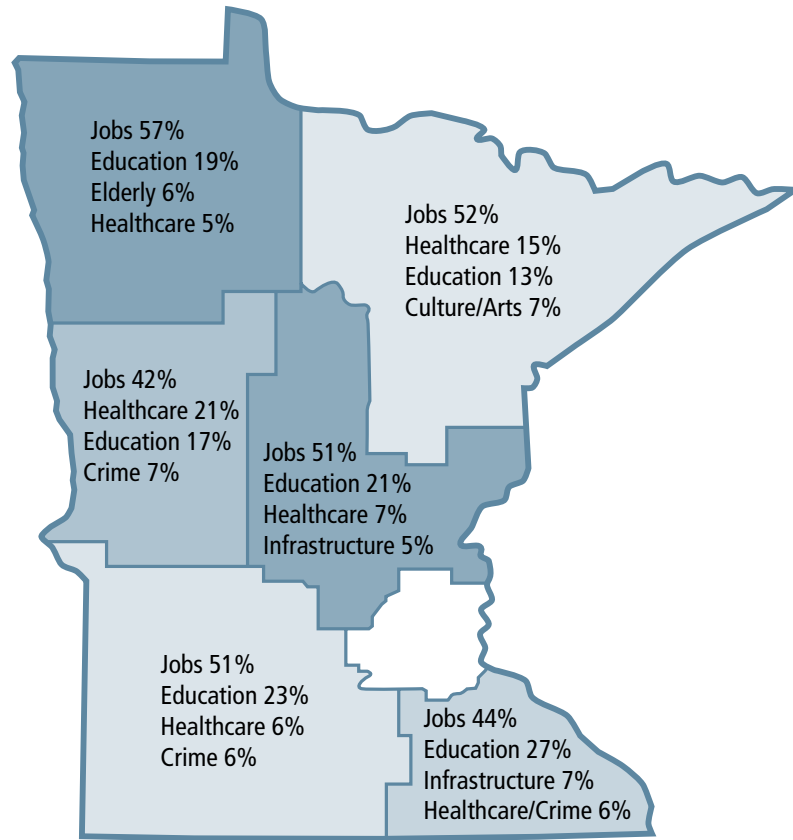 Jobs 57%
Education 19%
Elderly 6%
Healthcare 5%
Jobs 52%
Healthcare 15%
Education 13%
Culture/Arts 7%
Jobs 42%
Healthcare 21%
Education 17%
Crime 7%
Jobs 51%
Education 21%
Healthcare 7%
Infrastructure 5%
Jobs 51%
Education 23%
Healthcare 6%
Crime 6%
Jobs 44%
Education 27%
Infrastructure 7%
Healthcare/Crime 6%